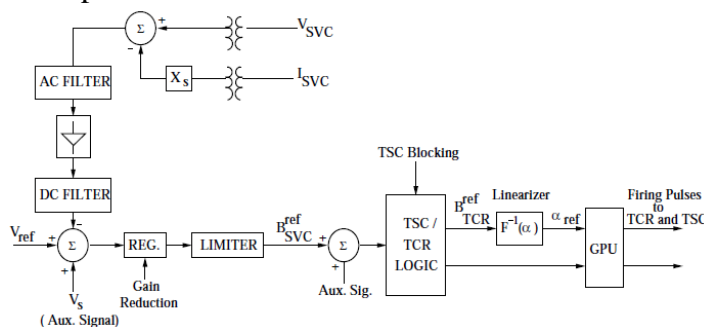 V SVC
Σ
+
−
I SVC
X s
AC FILTER
DC FILTER
TSC Blocking
V ref
+
−
Σ
+
V s
( Aux. Signal)
REG.
Gain
Reduction
LIMITER
B ref SVC
+
Σ
+
Aux. Sig.
TSC /
TCR
LOGIC
B ref TCR
Linearizer
F⁻¹(α)
α ref
GPU
Firing Pulses
to
TCR and TSC